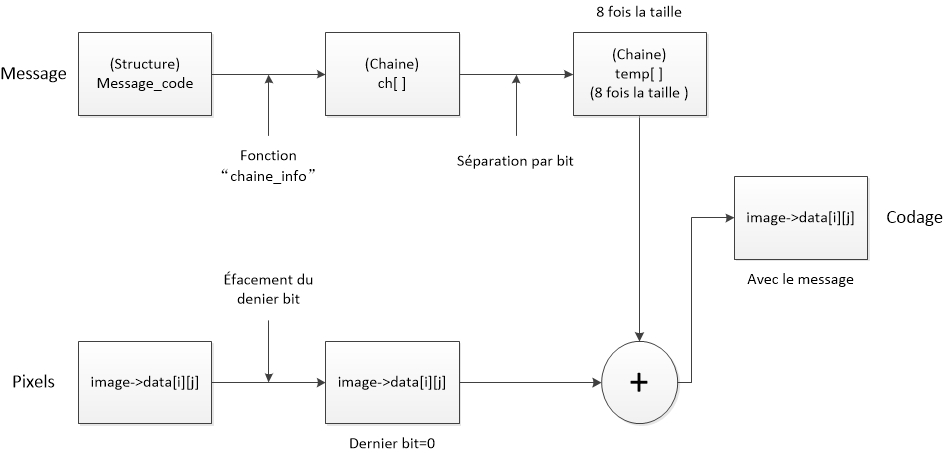 8 fois la taille
Message
(Structure)
Message_code
(Chaine)
ch[ ]
(Chaine)
temp[ ]
(8 fois la taille )
Fonction
“chaine_info”
Séparation par bit
image->data[i][j]
Codage
Avec le message
Éfacement du
denier bit
Pixels
image->data[i][j]
image->data[i][j]
+
Dernier bit=0